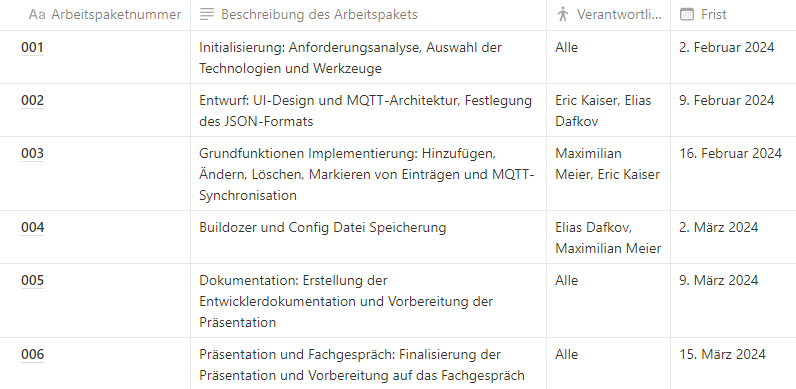 Aa Arbeitspaketnummer Beschreibung des Arbeitspakets Verantwortli... Frist
001 Initialisierung: Anforderungsanalyse, Auswahl der Alle 2. Februar 2024
Technologien und Werkzeuge
002 Entwurf: UI-Design und MQTT-Architektur, Festlegung Eric Kaiser, Elias 9. Februar 2024
des JSON-Formats Dafkov
003 Grundfunktionen Implementierung: Hinzufügen, Maximilian 16. Februar 2024
Ändern, Löschen, Markieren von Einträgen und MQTT- Meier, Eric Kaiser
Synchronisation
004 Buildozer und Config Datei Speicherung Elias Dafkov, 2. März 2024
Maximilian Meier
005 Dokumentation: Erstellung der Alle 9. März 2024
Entwicklerdokumentation und Vorbereitung der
Präsentation
006 Präsentation und Fachgespräch: Finalisierung der Alle 15. März 2024
Präsentation und Vorbereitung auf das Fachgespräch